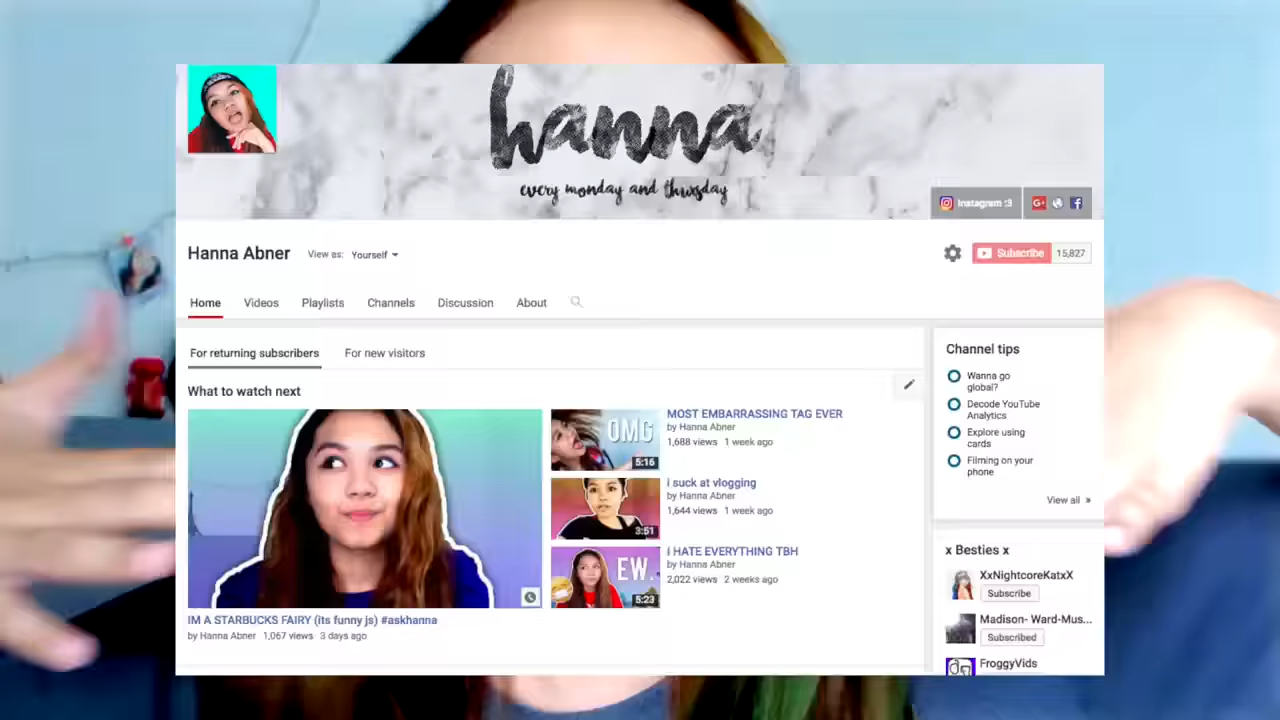 hanna
every monday and thursday
Instagram :3
G+
Hanna Abner
View as: Yourself
Subscribe 15,827
Home Videos Playlists Channels Discussion About
For returning subscribers For new visitors
What to watch next
IM A STARBUCKS FAIRY (its funny js) #askhanna
by Hanna Abner 1,067 views 3 days ago
OMG
5:16
MOST EMBARRASSING TAG EVER
by Hanna Abner
1,688 views 1 week ago
3:51
i suck at vlogging
by Hanna Abner
1,644 views 1 week ago
EW.
5:23
I HATE EVERYTHING TBH
by Hanna Abner
2,022 views 2 weeks ago
Channel tips
Wanna go
global?
Decode YouTube
Analytics
Explore using
cards
Filming on your
phone
View all »
x Besties x
XxNightcoreKatxX
Subscribe
Madison- Ward-Mus...
Subscribed
FroggyVids